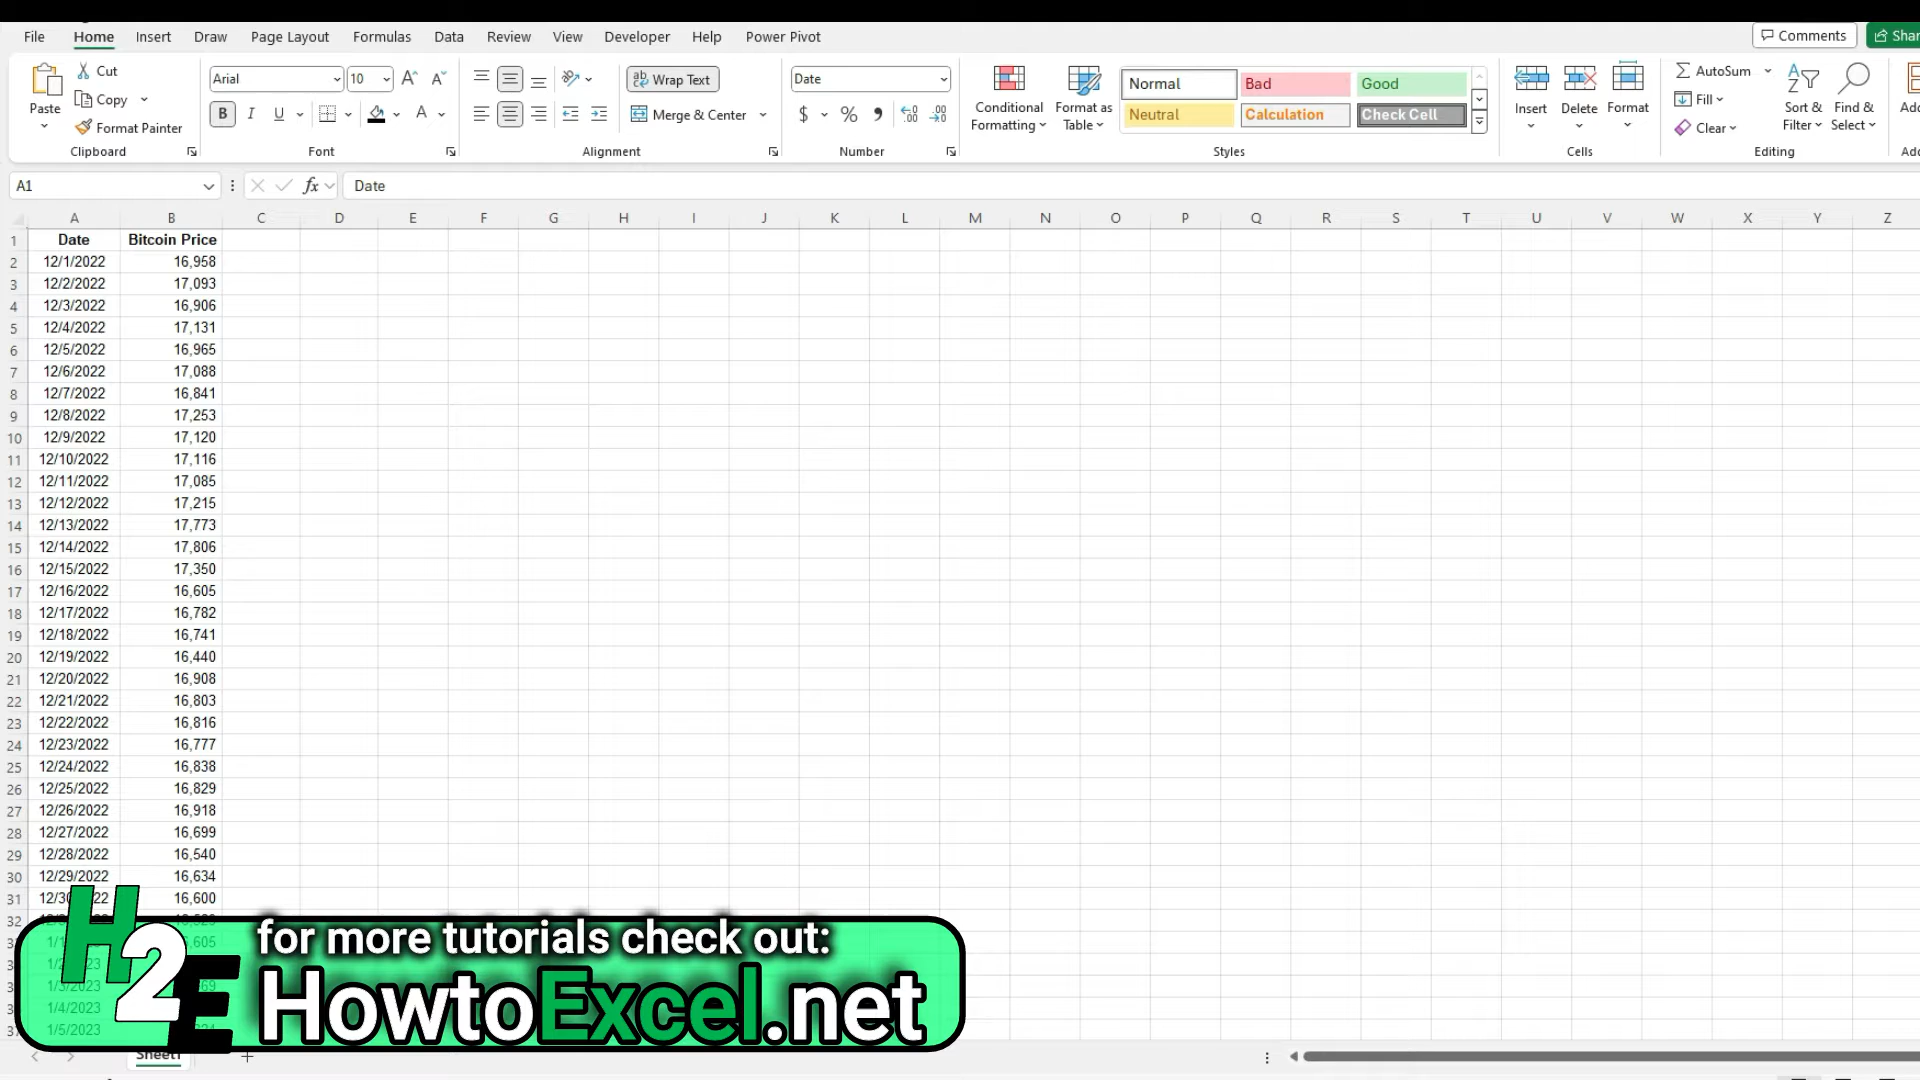 File Home Insert Draw Page Layout Formulas Data Review View Developer Help Power Pivot Comments
Paste Cut Copy Format Painter
Clipboard
Arial 10
B I U A
Font
ab Wrap Text
Merge & Center
Alignment
Date
$ % 9
Number
Conditional Formatting
Format as Table
Normal Bad Good
Neutral Calculation Check Cell
Styles
Insert Delete Format
Cells
AutoSum
Fill
Clear
Sort & Filter
Find & Select
Editing
A1 fx Date
A B C D E F G H I J K L M N O P Q R S T U V W X Y Z
1 Date Bitcoin Price
2 12/1/2022 16,958
3 12/2/2022 17,093
4 12/3/2022 16,906
5 12/4/2022 17,131
6 12/5/2022 16,965
7 12/6/2022 17,088
8 12/7/2022 16,841
9 12/8/2022 17,253
10 12/9/2022 17,120
11 12/10/2022 17,116
12 12/11/2022 17,085
13 12/12/2022 17,215
14 12/13/2022 17,773
15 12/14/2022 17,806
16 12/15/2022 17,350
17 12/16/2022 16,605
18 12/17/2022 16,782
19 12/18/2022 16,741
20 12/19/2022 16,440
21 12/20/2022 16,908
22 12/21/2022 16,803
23 12/22/2022 16,816
24 12/23/2022 16,777
25 12/24/2022 16,838
26 12/25/2022 16,829
27 12/26/2022 16,918
28 12/27/2022 16,699
29 12/28/2022 16,540
30 12/29/2022 16,634
31 16,600
32
1/4/2023
1/5/2023
H2E
for more tutorials check out:
HowtoExcel.net
Sheet1